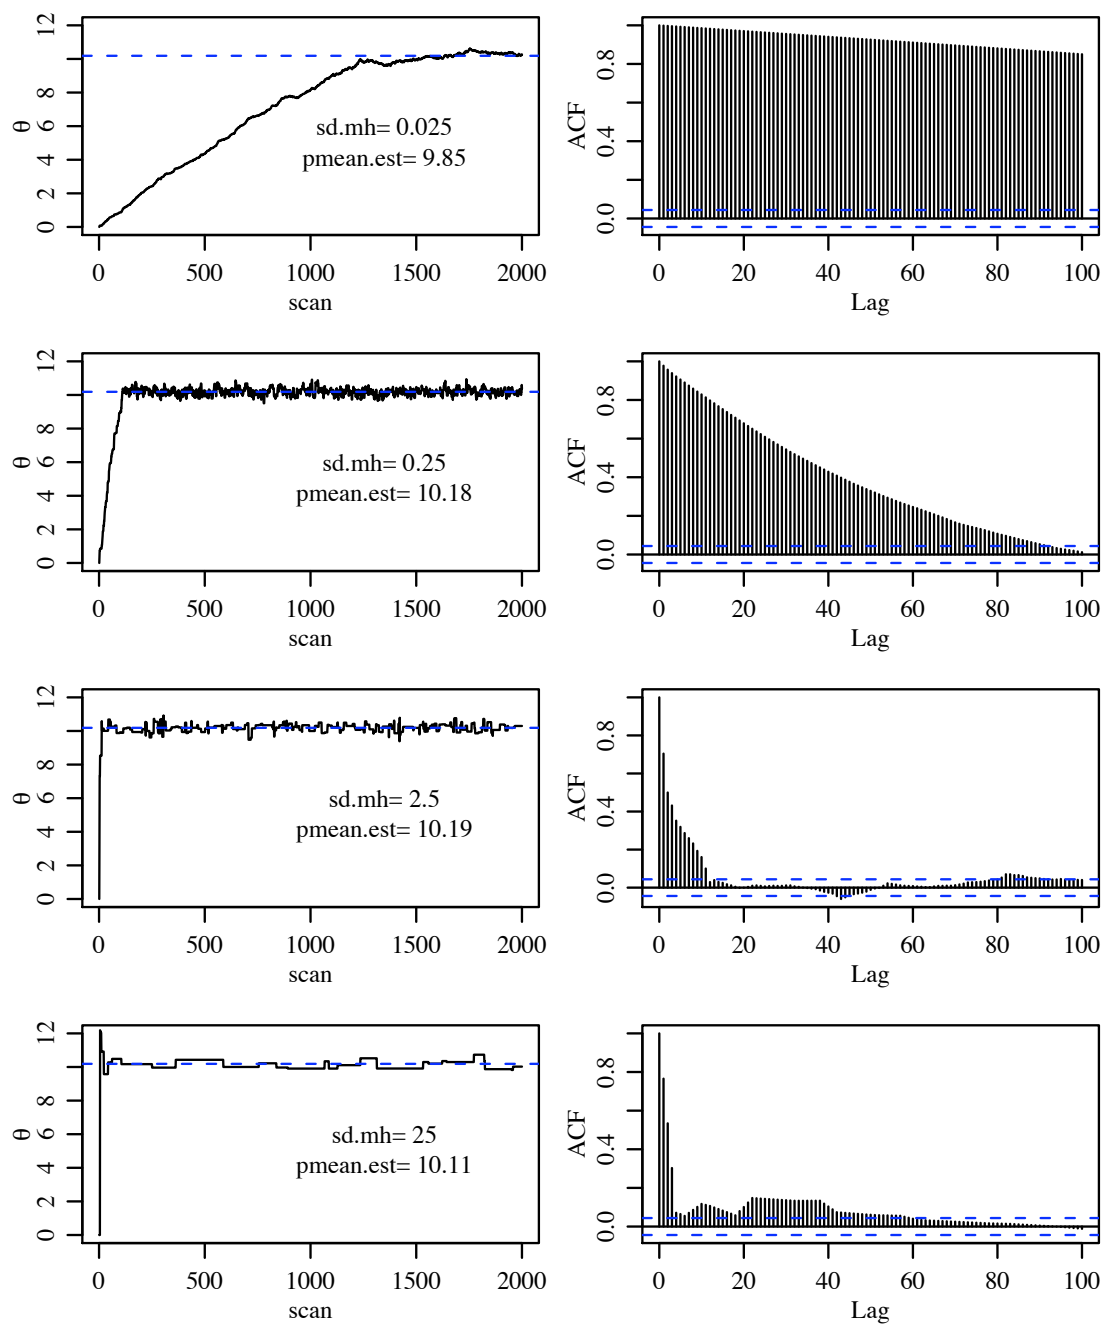 θ
0 2 4 6 8 12
sd.mh= 0.025
pmean.est= 9.85
0 500 1000 1500 2000
scan
ACF
0.0 0.4 0.8
0 20 40 60 80 100
Lag
θ
0 2 4 6 8 12
sd.mh= 0.25
pmean.est= 10.18
0 500 1000 1500 2000
scan
ACF
0.0 0.4 0.8
0 20 40 60 80 100
Lag
θ
0 2 4 6 8 12
sd.mh= 2.5
pmean.est= 10.19
0 500 1000 1500 2000
scan
ACF
0.0 0.4 0.8
0 20 40 60 80 100
Lag
θ
0 2 4 6 8 12
sd.mh= 25
pmean.est= 10.11
0 500 1000 1500 2000
scan
ACF
0.0 0.4 0.8
0 20 40 60 80 100
Lag